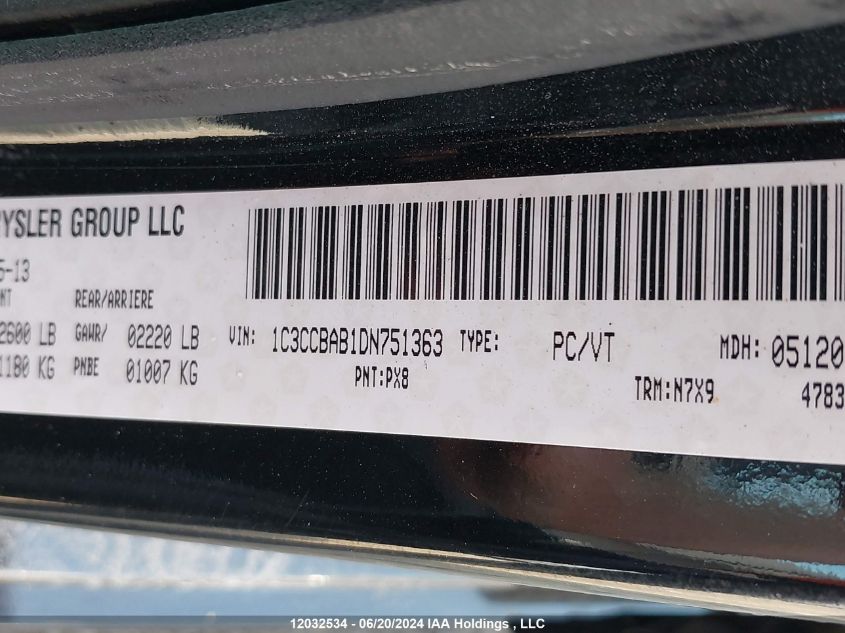 YSLER GROUP LLC
5-13
NT REAR/ARRIERE
2600 LB GAWR/ 02220 LB VIN: 1C3CCBAB1DN751363 TYPE: PC/VT MDH: 05120
1180 KG PNBE 01007 KG PNT:PX8 TRM:N7X9 4783
12032534 - 06/20/2024 IAA Holdings , LLC